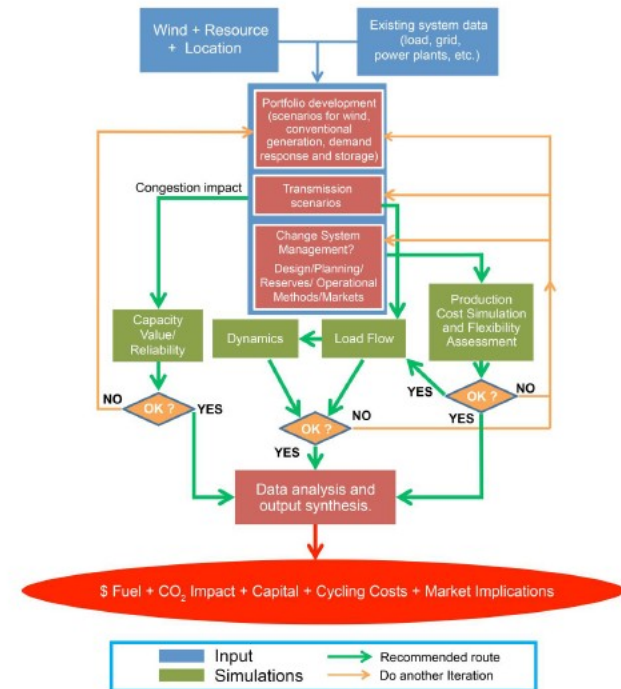 Wind + Resource
+ Location
Existing system data
(load, grid,
power plants, etc.)
Portfolio development
(scenarios for wind,
conventional
generation, demand
response and storage)
Congestion impact
Transmission
scenarios
Change System
Management?
Design/Planning/
Reserves/ Operational
Methods/Markets
Capacity
Value/
Reliability
Dynamics
Load Flow
Production
Cost Simulation
and Flexibility
Assessment
NO
OK ?
YES
OK ?
NO
YES
YES
OK ?
NO
YES
Data analysis and
output synthesis.
$ Fuel + CO₂ Impact + Capital + Cycling Costs + Market Implications
Input
Simulations
Recommended route
Do another Iteration